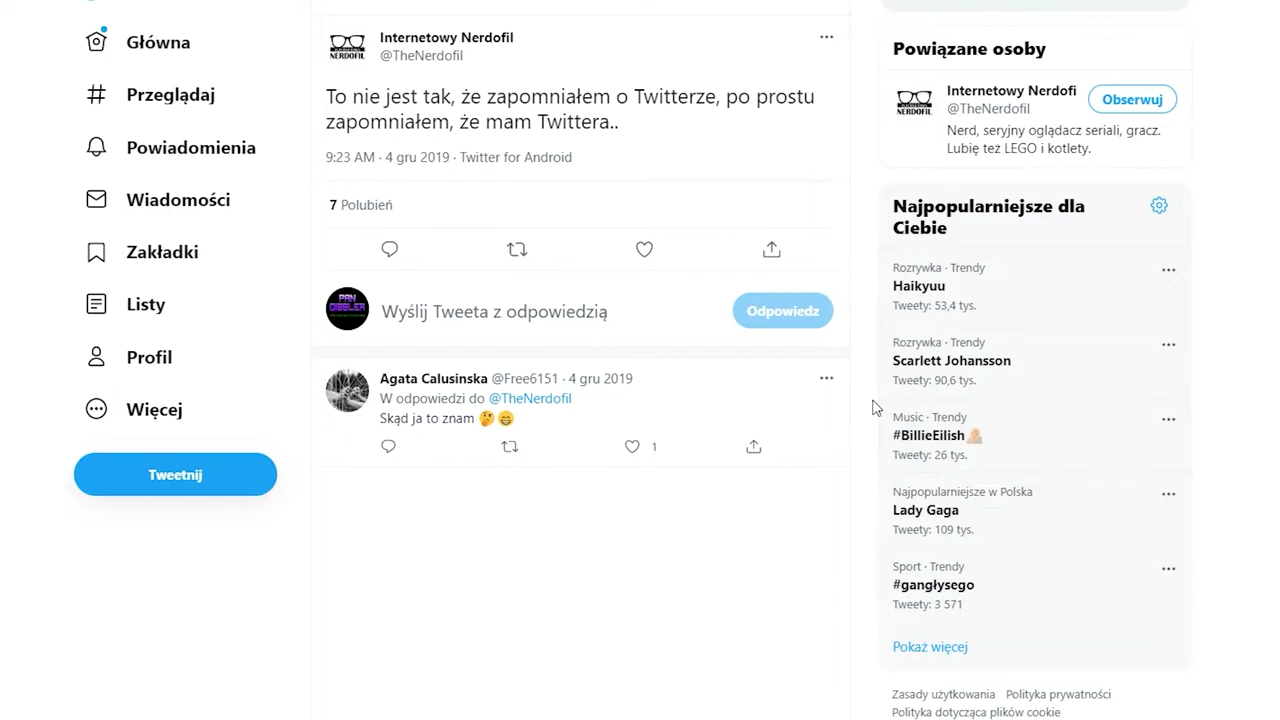 Główna
Przeglądaj
Powiadomienia
Wiadomości
Zakładki
Listy
Profil
Więcej
Tweetnij
NERDOFIL
Internetowy Nerdofil
@TheNerdofil
To nie jest tak, że zapomniałem o Twitterze, po prostu
zapomniałem, że mam Twittera..
9:23 AM · 4 gru 2019 · Twitter for Android
7 Polubień
PAN
DIBBLER
Wyślij Tweeta z odpowiedzią
Odpowiedz
Agata Calusinska @Free6151 · 4 gru 2019
W odpowiedzi do @TheNerdofil
Skąd ja to znam 🤔😁
1
Powiązane osoby
NERDOFIL
Internetowy Nerdofi
@TheNerdofil
Obserwuj
Nerd, seryjny oglądacz seriali, gracz.
Lubię też LEGO i kotlety.
Najpopularniejsze dla
Ciebie
Rozrywka · Trendy
Haikyuu
Tweety: 53,4 tys.
Rozrywka · Trendy
Scarlett Johansson
Tweety: 90,6 tys.
Music · Trendy
#BillieEilish
Tweety: 26 tys.
Najpopularniejsze w Polska
Lady Gaga
Tweety: 109 tys.
Sport · Trendy
#gangłysego
Tweety: 3 571
Pokaż więcej
Zasady użytkowania Polityka prywatności
Polityka dotycząca plików cookie